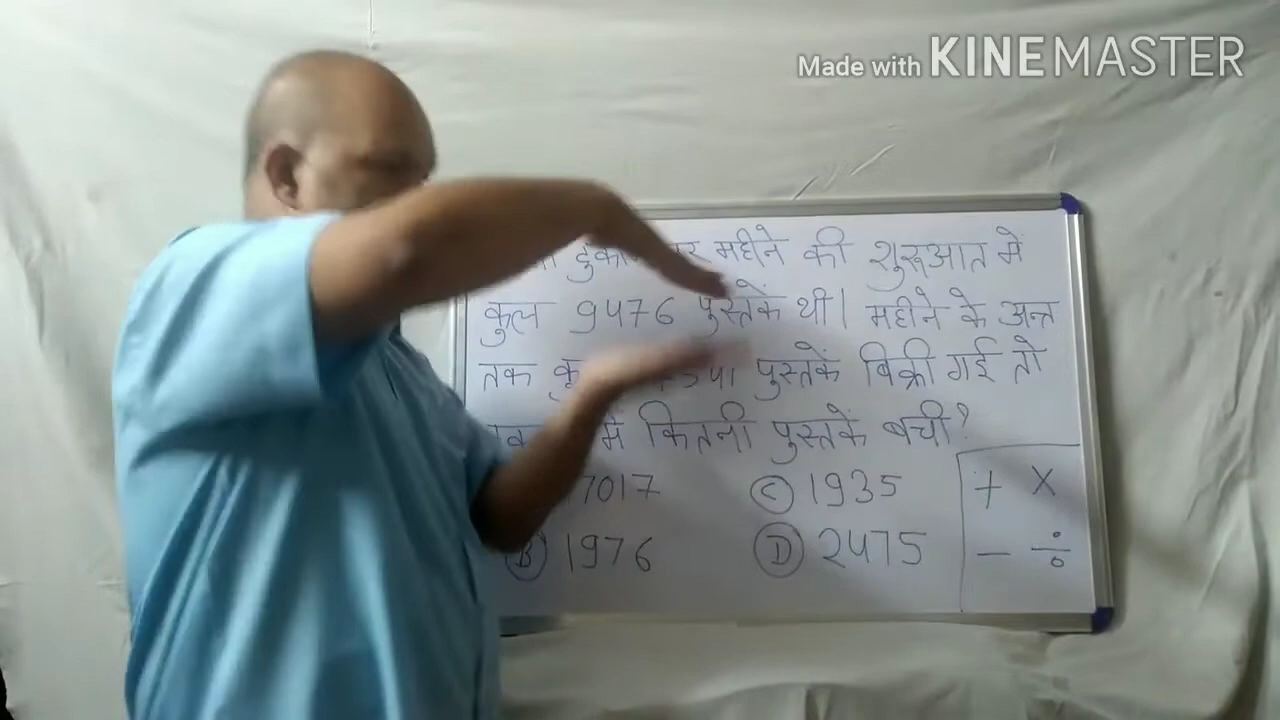 Made with KINEMASTER
महीने की शुरूआत में
कुल 9476 पुस्तकें थी। महीने के अन्त
तक पुस्तकें बिक्री गई तो
में कितनी पुस्तकें बची?
7017 C 1935
B 1976 D 2475
+ ×
− ÷